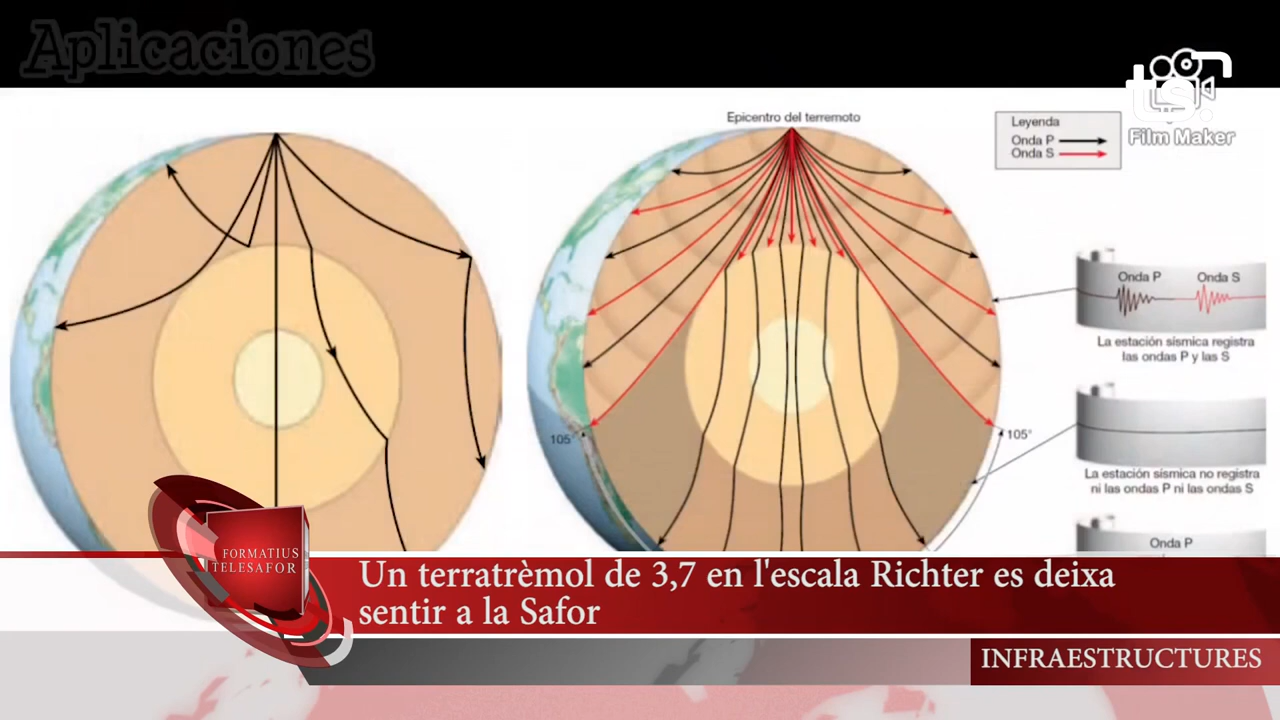 Aplicaciones
ts.
Film Maker
Epicentro del terremoto
Leyenda
Onda P
Onda S
Onda P Onda S
La estación sísmica registra
las ondas P y las S
105°
105°
La estación sísmica no registra
ni las ondas P ni las ondas S
Onda P
FORMATIUS
TELESAFOR
Un terratrèmol de 3,7 en l'escala Richter es deixa
sentir a la Safor
INFRAESTRUCTURES